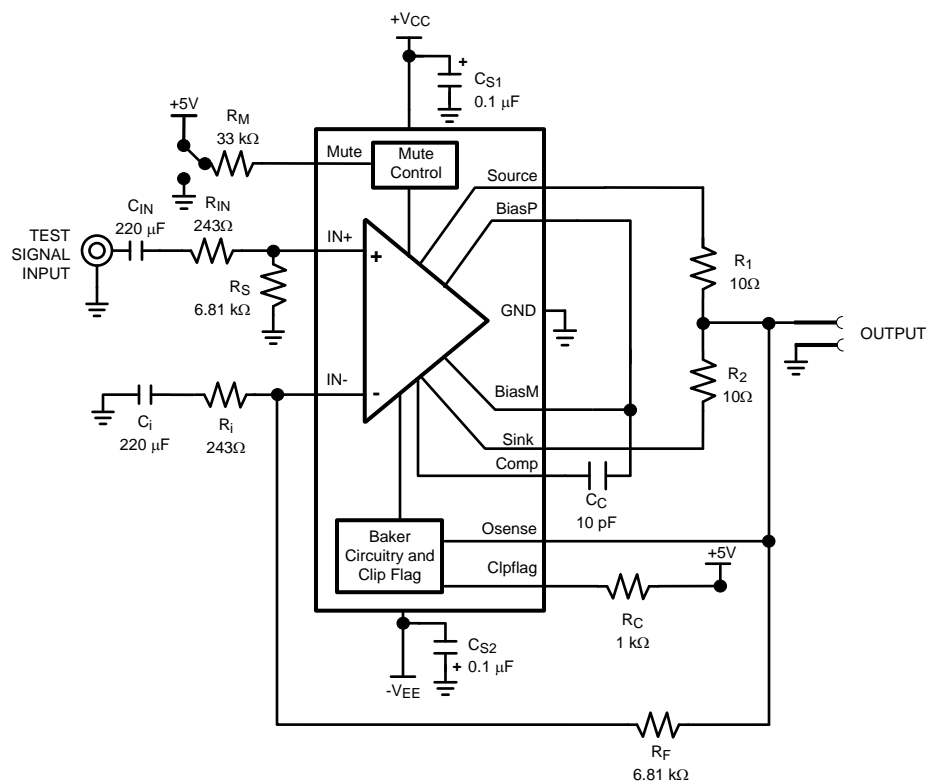 +VCC
+
CS1
0.1 µF
+5V
RM
33 kΩ
Mute
Mute
Control
Source
BiasP
CIN
220 µF
RIN
243Ω
TEST
SIGNAL
INPUT
IN+
+
RS
6.81 kΩ
R1
10Ω
GND
OUTPUT
IN-
-
Ci
220 µF
Ri
243Ω
BiasM
R2
10Ω
Sink
Comp
CC
10 pF
Baker
Circuitry and
Clip Flag
Osense
Clpflag
+5V
RC
1 kΩ
CS2
+ 0.1 µF
-VEE
RF
6.81 kΩ